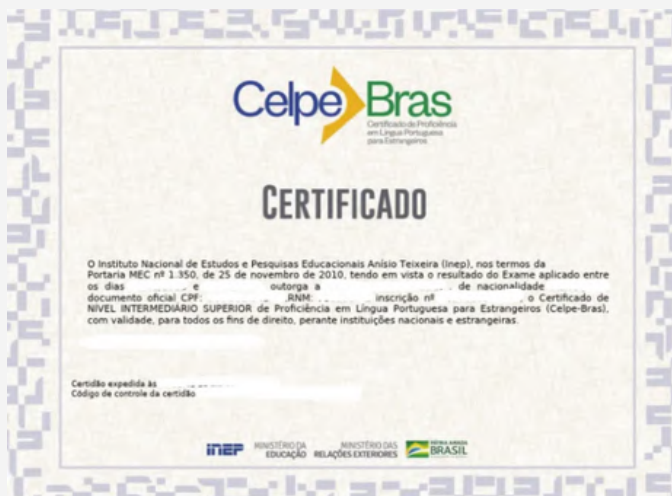 Celpe Bras
Certificado de Proficiência
em Língua Portuguesa
para Estrangeiros
CERTIFICADO
O Instituto Nacional de Estudos e Pesquisas Educacionais Anísio Teixeira (Inep), nos termos da
Portaria MEC nº 1.350, de 25 de novembro de 2010, tendo em vista o resultado do Exame aplicado entre
os dias e outorga a de nacionalidade
documento oficial CPF: RNM: inscrição nº , o Certificado de
NÍVEL INTERMEDIÁRIO SUPERIOR de Proficiência em Língua Portuguesa para Estrangeiros (Celpe-Bras),
com validade, para todos os fins de direito, perante instituições nacionais e estrangeiras.
Certidão expedida às
Código de controle da certidão
inep MINISTÉRIO DA EDUCAÇÃO MINISTÉRIO DAS RELAÇÕES EXTERIORES PÁTRIA AMADA BRASIL